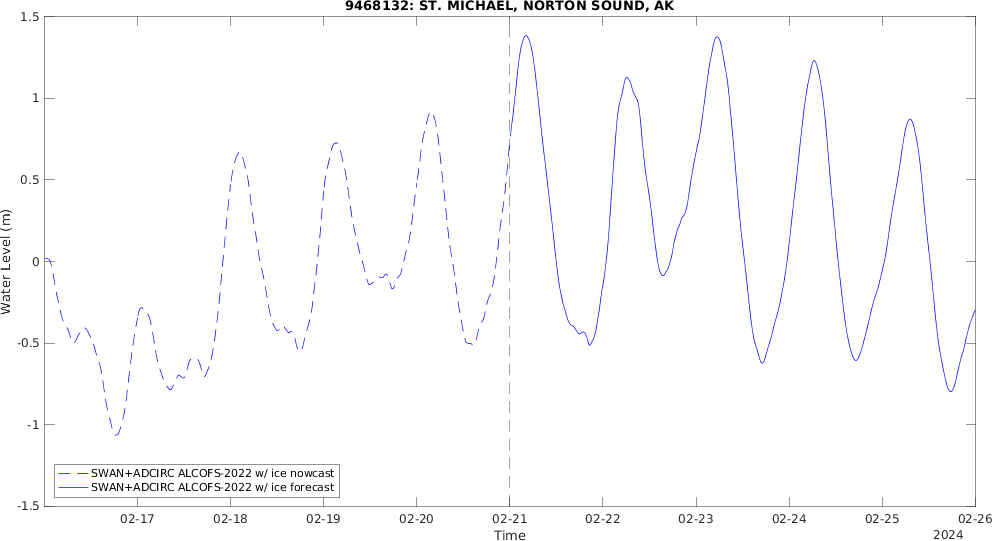 9468132: ST. MICHAEL, NORTON SOUND, AK
Water Level (m)
1.5
1
0.5
0
-0.5
-1
-1.5
SWAN+ADCIRC ALCOFS-2022 w/ ice nowcast
SWAN+ADCIRC ALCOFS-2022 w/ ice forecast
02-17 02-18 02-19 02-20 02-21 02-22 02-23 02-24 02-25 02-26
Time
2024